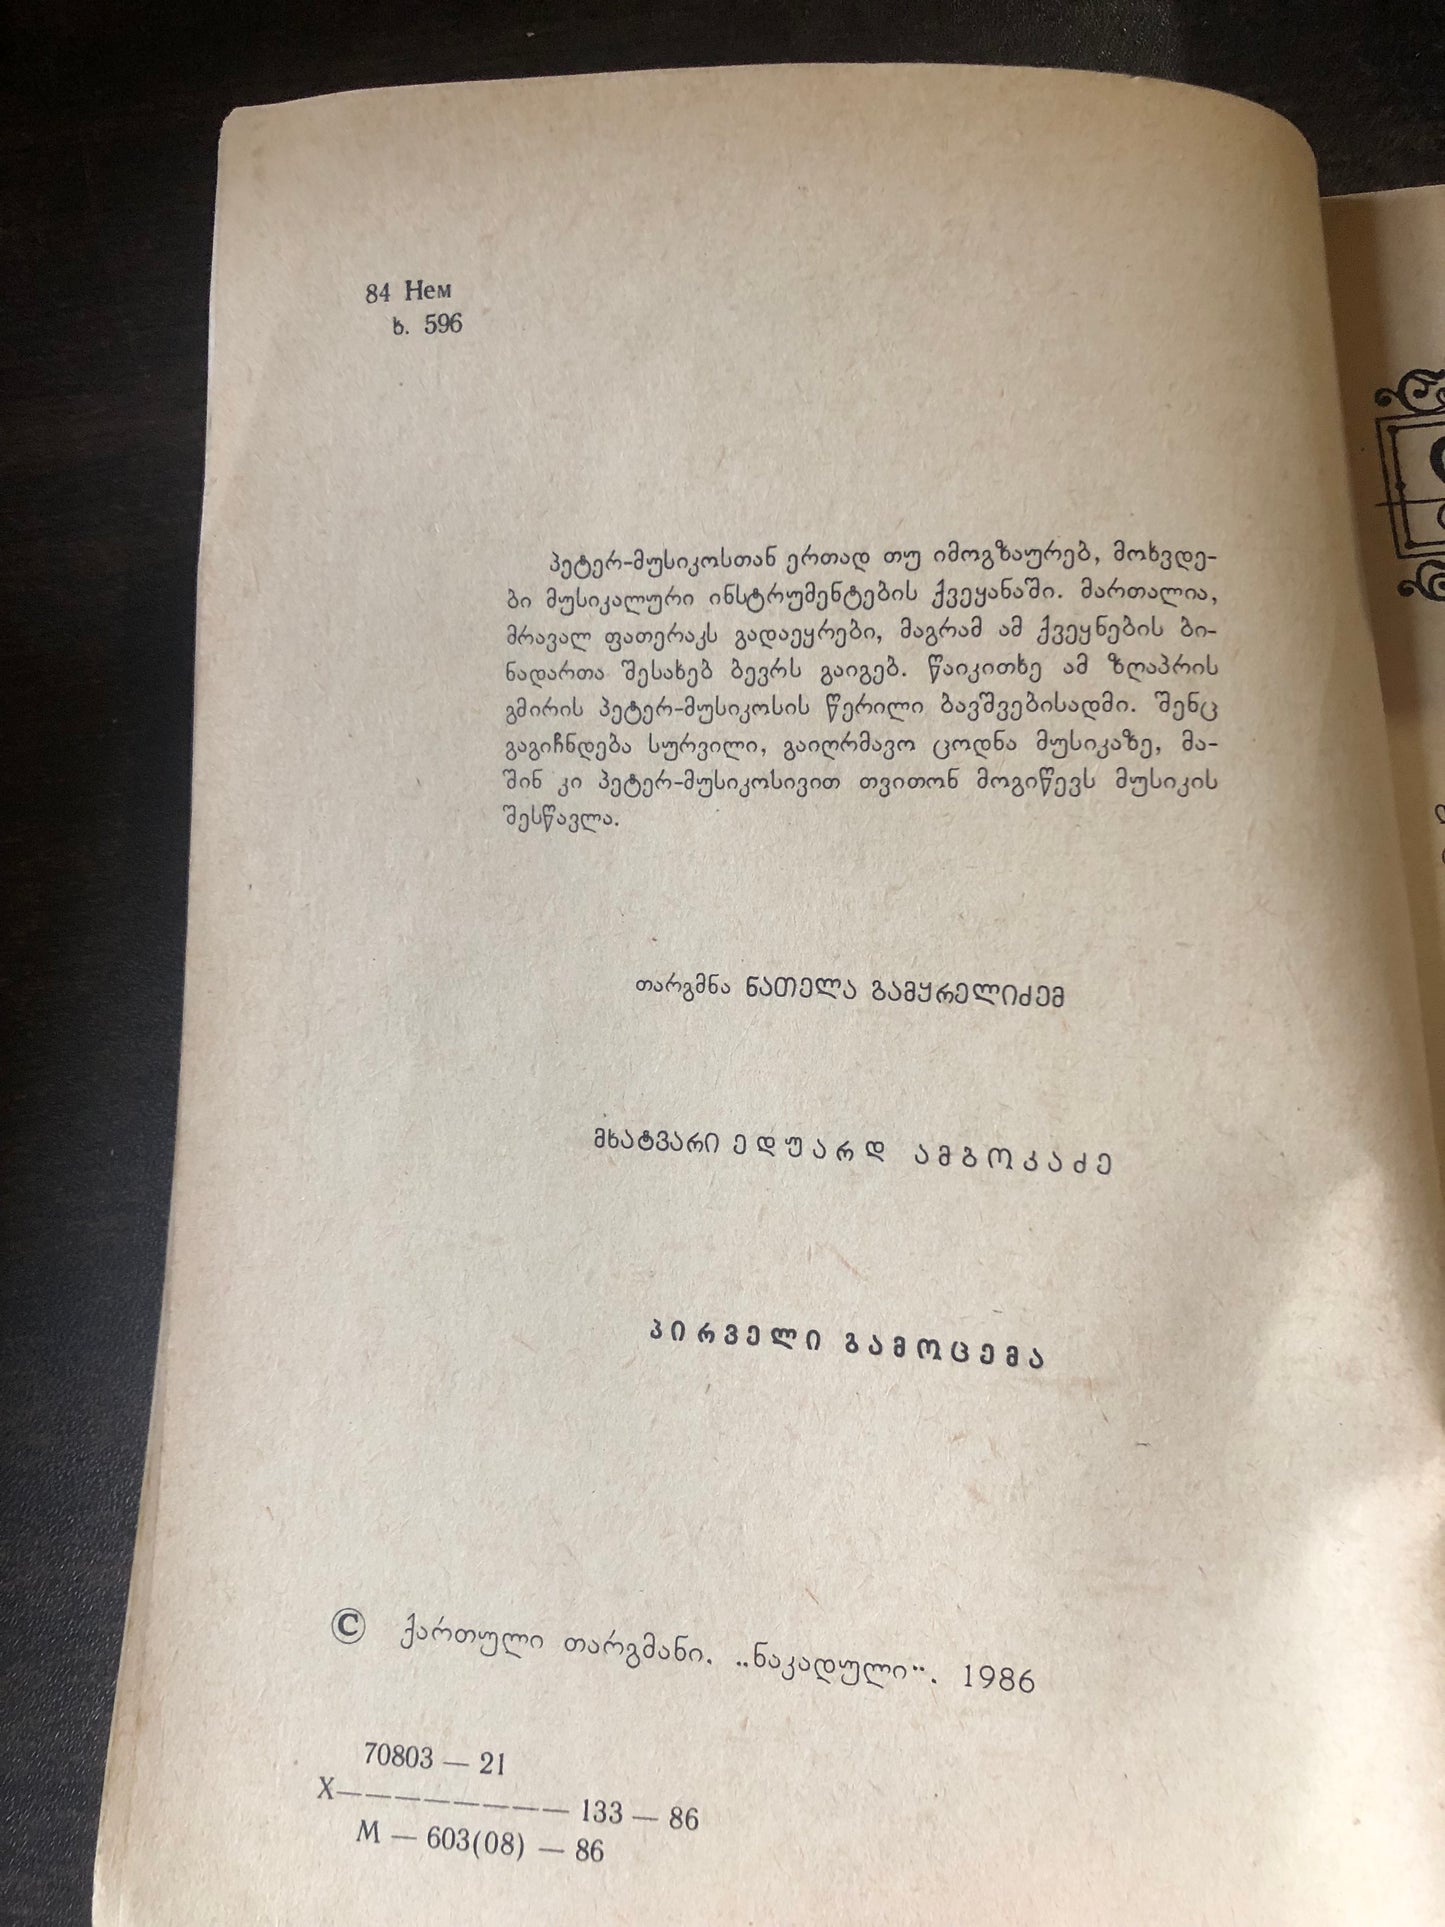 84 Нем
ხ. 596
პეტერ-მუსიკოსთან ერთად თუ იმოგზაურებ, მოხვდე-
ბი მუსიკალური ინსტრუმენტების ქვეყანაში. მართალია,
მრავალ ფათერაკს გადაეყრები, მაგრამ ამ ქვეყნების ბი-
ნადართა შესახებ ბევრს გაიგებ. წაიკითხე ამ ზღაპრის
გმირის პეტერ-მუსიკოსის წერილი ბავშვებისადმი. შენც
გაგიჩნდება სურვილი, გაიღრმავო ცოდნა მუსიკაზე, მა-
შინ კი პეტერ-მუსიკოსივით თვითონ მოგიწევს მუსიკის
შესწავლა.
თარგმნა ნათელა გამყრელიძემ
მხატვარი ედუარდ ამბოკაძე
პირველი გამოცემა
© ქართული თარგმანი. „ნაკადული“. 1986
70803 — 21
X————————— 133 — 86
М — 603(08) — 86